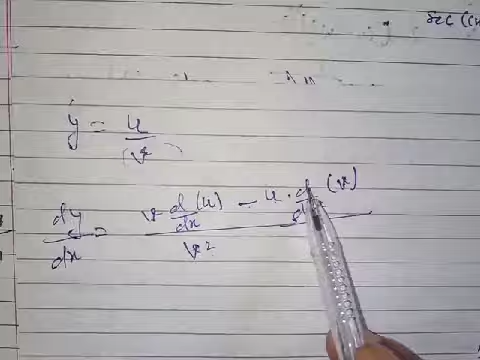 sec (
y = u / v
dy/dx = (v d/dx (u) - u . d/dx (v)) / v²